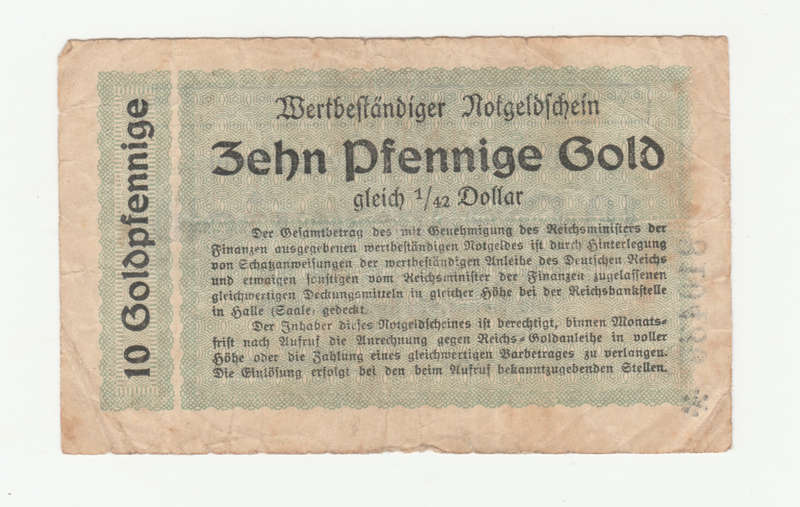 10 Goldpfennige
Wertbeständiger Notgeldschein
Zehn Pfennige Gold
gleich 1/42 Dollar
Der Gesamtbetrag des mit Genehmigung des Reichsministers der
Finanzen ausgegebenen wertbeständigen Notgeldes ist durch Hinterlegung
von Schatzanweisungen der wertbeständigen Anleihe des Deutschen Reichs
und etwaigen sonstigen vom Reichsminister der Finanzen zugelassenen
gleichwertigen Deckungsmitteln in gleicher Höhe bei der Reichsbankstelle
in Halle (Saale) gedeckt.
Der Inhaber dieses Notgeldscheines ist berechtigt, binnen Monats-
frist nach Aufruf die Anrechnung gegen Reichs-Goldanleihe in voller
Höhe oder die Zahlung eines gleichwertigen Barbetrages zu verlangen.
Die Einlösung erfolgt bei den beim Aufruf bekanntzugebenden Stellen.